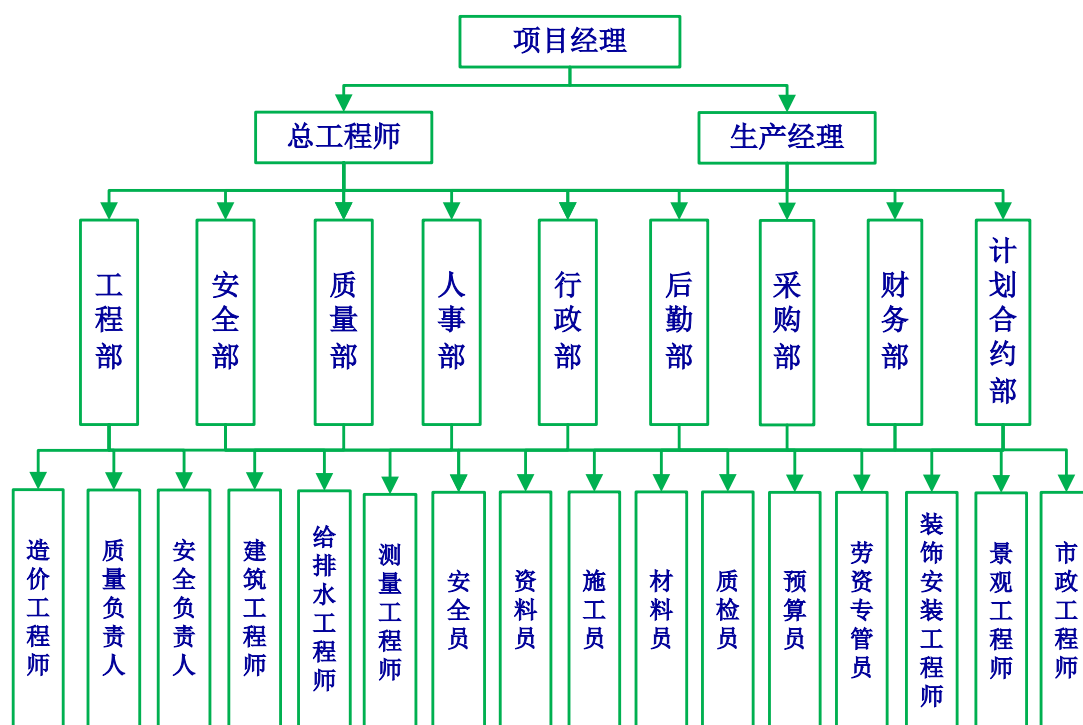 项目经理
总工程师
生产经理
工程部
安全部
质量部
人事部
行政部
后勤部
采购部
财务部
计划合约部
造价工程师
质量负责人
安全负责人
建筑工程师
给排水工程师
测量工程师
安全员
资料员
施工员
材料员
质检员
预算员
劳资专管员
装饰安装工程师
景观工程师
市政工程师